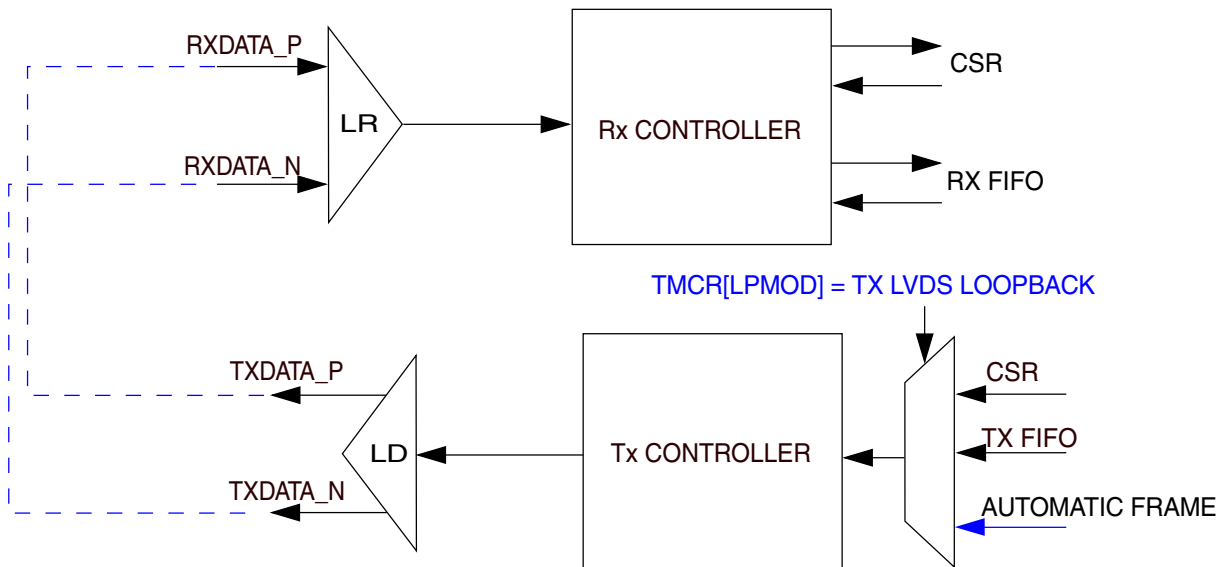 RXDATA_P
CSR
LR
Rx CONTROLLER
RXDATA_N
RX FIFO
TMCR[LPMOD] = TX LVDS LOOPBACK
TXDATA_P
CSR
TX FIFO
LD
Tx CONTROLLER
TXDATA_N
AUTOMATIC FRAME